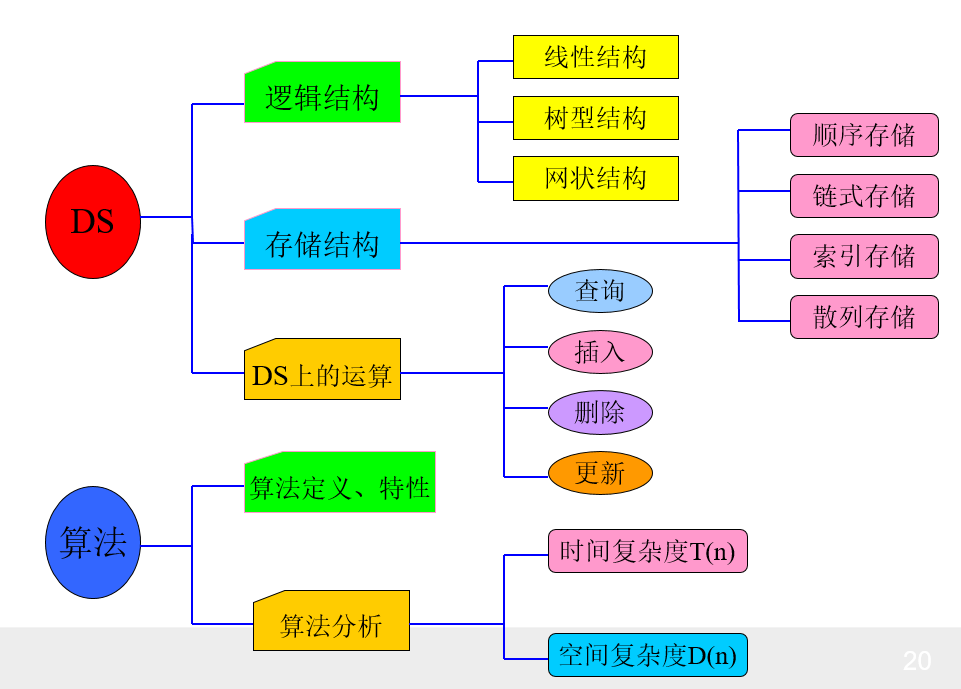 DS
逻辑结构
线性结构
树型结构
网状结构
存储结构
顺序存储
链式存储
索引存储
散列存储
DS上的运算
查询
插入
删除
更新
算法
算法定义、特性
算法分析
时间复杂度T(n)
空间复杂度D(n)
20